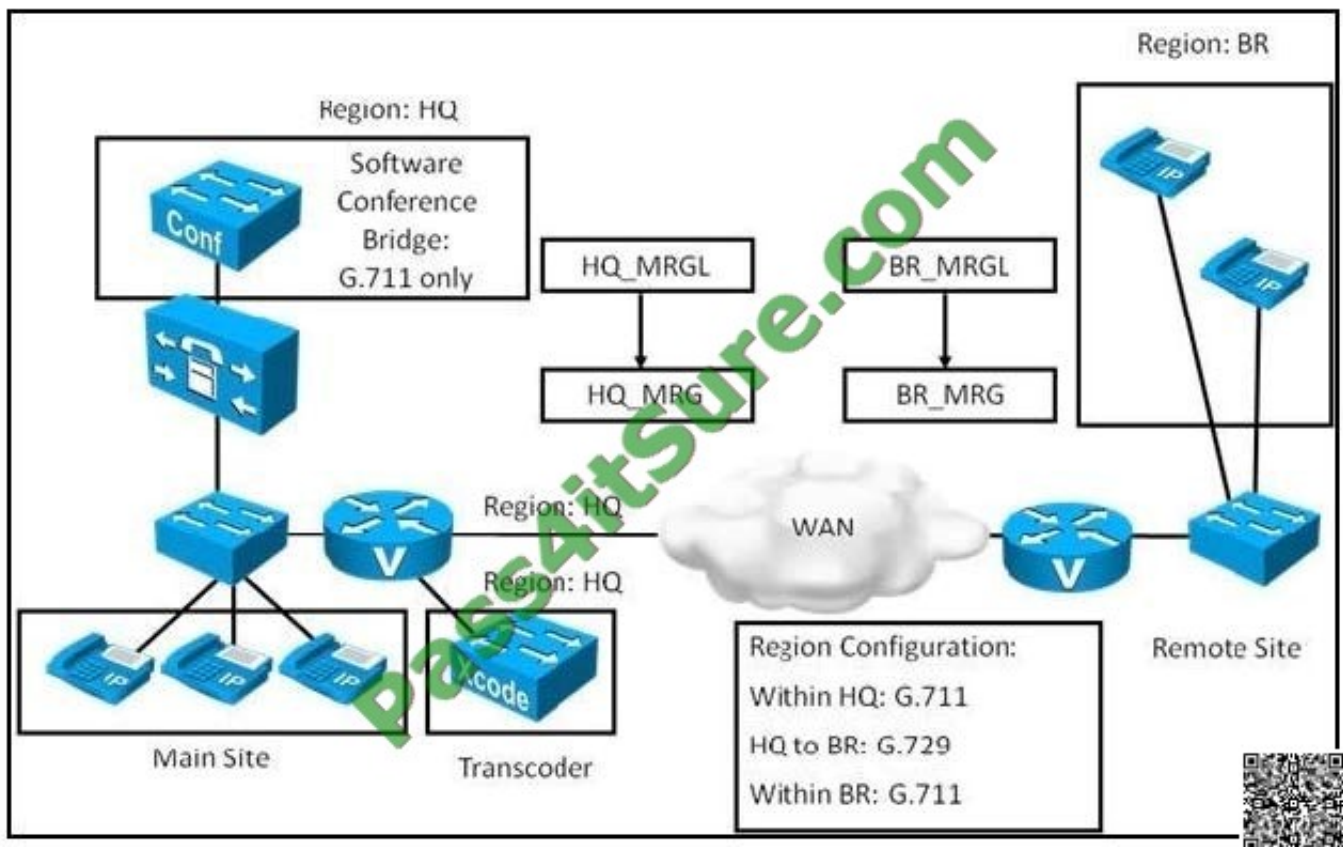 Region: BR
Region: HQ
Software
Conference
Bridge:
G.711 only
Conf
HQ_MRGL
BR_MRGL
HQ_MRG
BR_MRG
IP
IP
Region: HQ
WAN
V
V
Region: HQ
IP
IP
IP
Xcode
Main Site
Transcoder
Region Configuration:
Within HQ: G.711
HQ to BR: G.729
Within BR: G.711
Remote Site
Pass4itSure.com